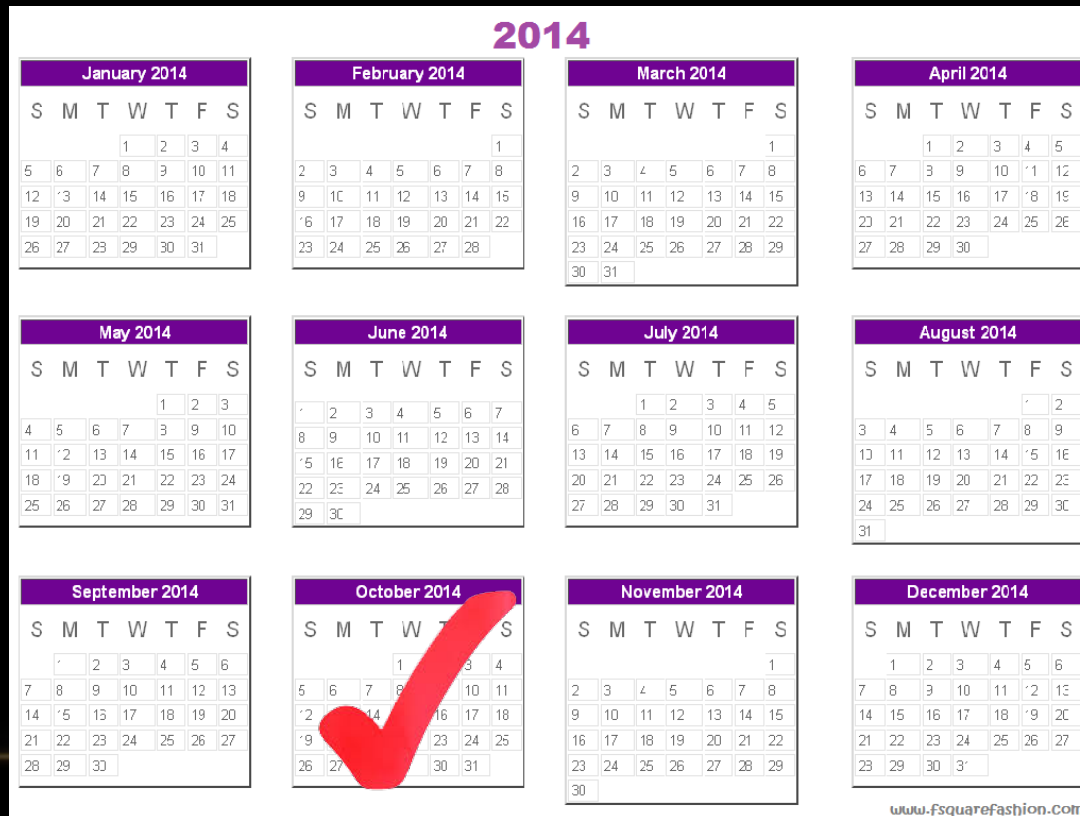 2014
January 2014 February 2014 March 2014 April 2014
S M T W T F S S M T W T F S S M T W T F S S M T W T F S
1 2 3 4 1 1 1 2 3 4 5
5 6 7 8 9 10 11 2 3 4 5 6 7 8 2 3 4 5 6 7 8 6 7 8 9 10 11 12
12 13 14 15 16 17 18 9 10 11 12 13 14 15 9 10 11 12 13 14 15 13 14 15 16 17 18 19
19 20 21 22 23 24 25 16 17 18 19 20 21 22 16 17 18 19 20 21 22 20 21 22 23 24 25 26
26 27 28 29 30 31 23 24 25 26 27 28 23 24 25 26 27 28 29 27 28 29 30
30 31
May 2014 June 2014 July 2014 August 2014
S M T W T F S S M T W T F S S M T W T F S S M T W T F S
1 2 3 1 2 3 4 5 6 7 1 2 3 4 5 1 2
4 5 6 7 8 9 10 8 9 10 11 12 13 14 6 7 8 9 10 11 12 3 4 5 6 7 8 9
11 12 13 14 15 16 17 15 16 17 18 19 20 21 13 14 15 16 17 18 19 10 11 12 13 14 15 16
18 19 20 21 22 23 24 22 23 24 25 26 27 28 20 21 22 23 24 25 26 17 18 19 20 21 22 23
25 26 27 28 29 30 31 29 30 27 28 29 30 31 24 25 26 27 28 29 30
31
September 2014 October 2014 November 2014 December 2014
S M T W T F S S M T W T S S M T W T F S S M T W T F S
1 2 3 4 5 6 1 3 4 1 1 2 3 4 5 6
7 8 9 10 11 12 13 5 6 7 8 10 11 2 3 4 5 6 7 8 7 8 9 10 11 12 13
14 15 16 17 18 19 20 12 14 16 17 18 9 10 11 12 13 14 15 14 15 16 17 18 19 20
21 22 23 24 25 26 27 19 23 24 25 16 17 18 19 20 21 22 21 22 23 24 25 26 27
28 29 30 26 27 30 31 23 24 25 26 27 28 29 28 29 30 31
30
www.fsquarefashion.com